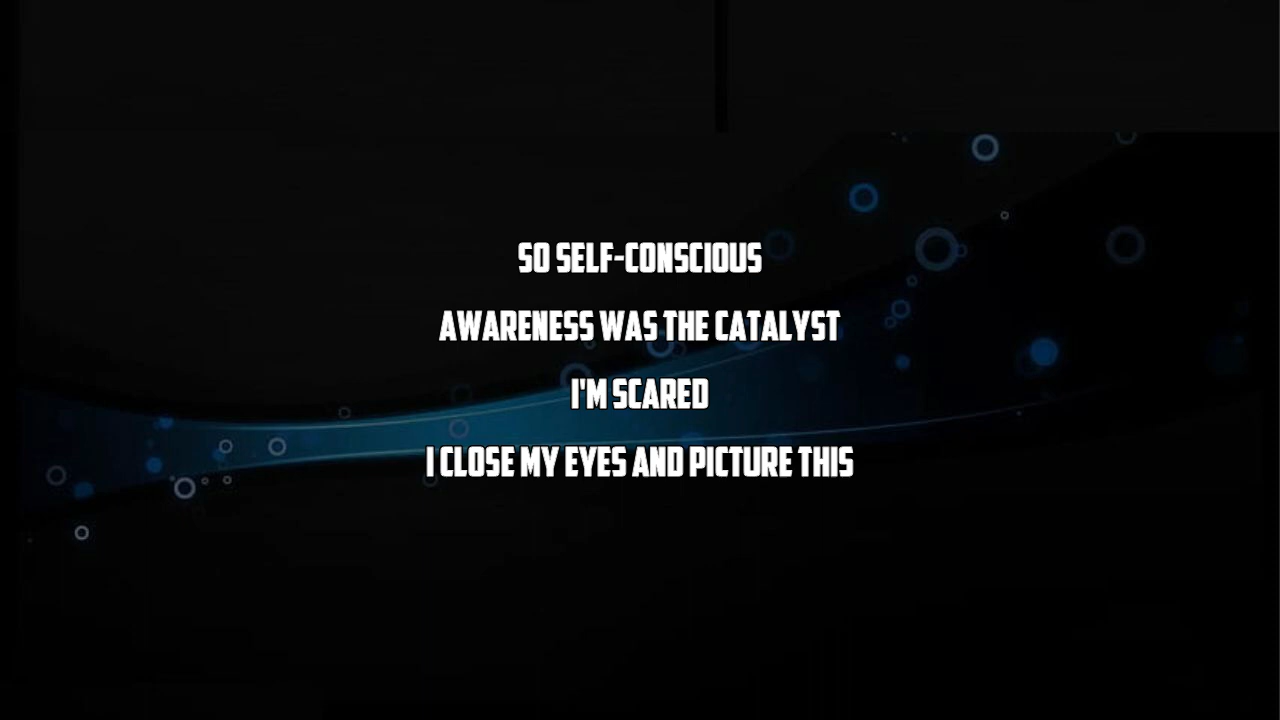 SO SELF-CONSCIOUS
AWARENESS WAS THE CATALYST
I'M SCARED
I CLOSE MY EYES AND PICTURE THIS